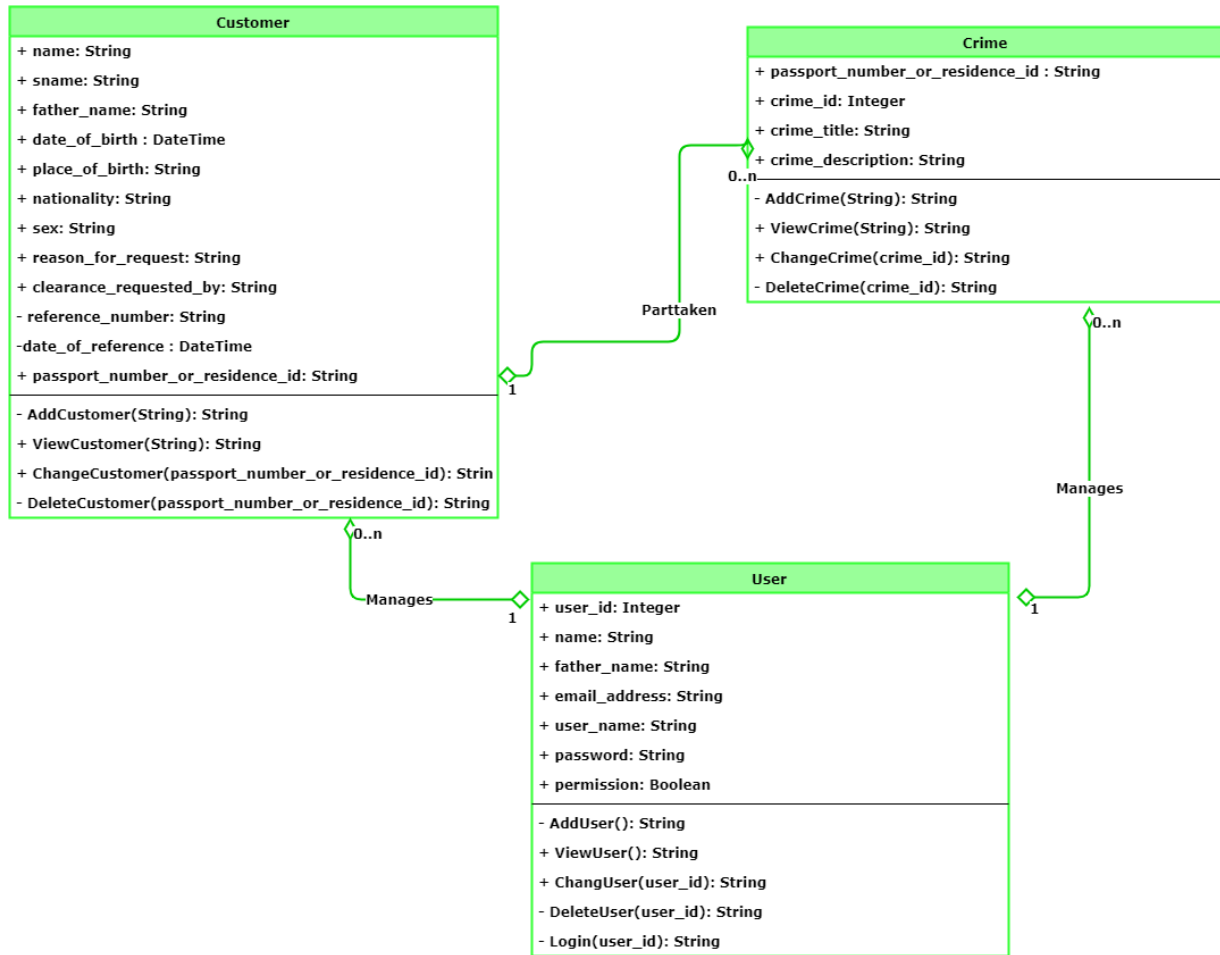 Customer
+ name: String
+ sname: String
+ father_name: String
+ date_of_birth : DateTime
+ place_of_birth: String
+ nationality: String
+ sex: String
+ reason_for_request: String
+ clearance_requested_by: String
- reference_number: String
-date_of_reference : DateTime
+ passport_number_or_residence_id: String
- AddCustomer(String): String
+ ViewCustomer(String): String
+ ChangeCustomer(passport_number_or_residence_id): Strin
- DeleteCustomer(passport_number_or_residence_id): String
Crime
+ passport_number_or_residence_id : String
+ crime_id: Integer
+ crime_title: String
+ crime_description: String
- AddCrime(String): String
+ ViewCrime(String): String
+ ChangeCrime(crime_id): String
- DeleteCrime(crime_id): String
0..n
Parttaken
1
0..n
Manages
1
0..n
Manages
1
User
+ user_id: Integer
+ name: String
+ father_name: String
+ email_address: String
+ user_name: String
+ password: String
+ permission: Boolean
- AddUser(): String
+ ViewUser(): String
+ ChangUser(user_id): String
- DeleteUser(user_id): String
- Login(user_id): String